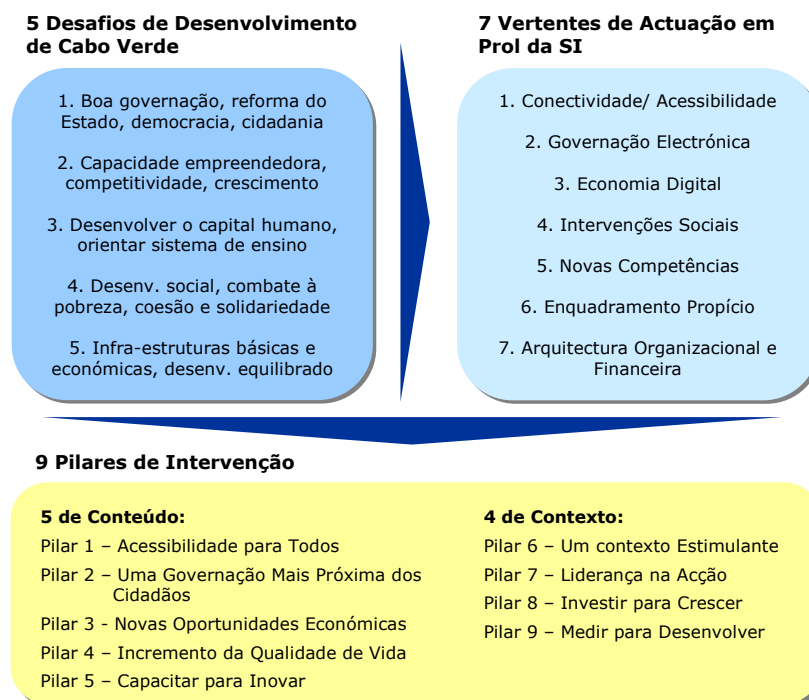 5 Desafios de Desenvolvimento
de Cabo Verde
1. Boa governação, reforma do
Estado, democracia, cidadania
2. Capacidade empreendedora,
competitividade, crescimento
3. Desenvolver o capital humano,
orientar sistema de ensino
4. Desenv. social, combate à
pobreza, coesão e solidariedade
5. Infra-estruturas básicas e
económicas, desenv. equilibrado
7 Vertentes de Actuação em
Prol da SI
1. Conectividade/ Acessibilidade
2. Governação Electrónica
3. Economia Digital
4. Intervenções Sociais
5. Novas Competências
6. Enquadramento Propício
7. Arquitectura Organizacional e
Financeira
9 Pilares de Intervenção
5 de Conteúdo:
Pilar 1 – Acessibilidade para Todos
Pilar 2 – Uma Governação Mais Próxima dos
Cidadãos
Pilar 3 - Novas Oportunidades Económicas
Pilar 4 – Incremento da Qualidade de Vida
Pilar 5 – Capacitar para Inovar
4 de Contexto:
Pilar 6 – Um contexto Estimulante
Pilar 7 – Liderança na Acção
Pilar 8 – Investir para Crescer
Pilar 9 – Medir para Desenvolver